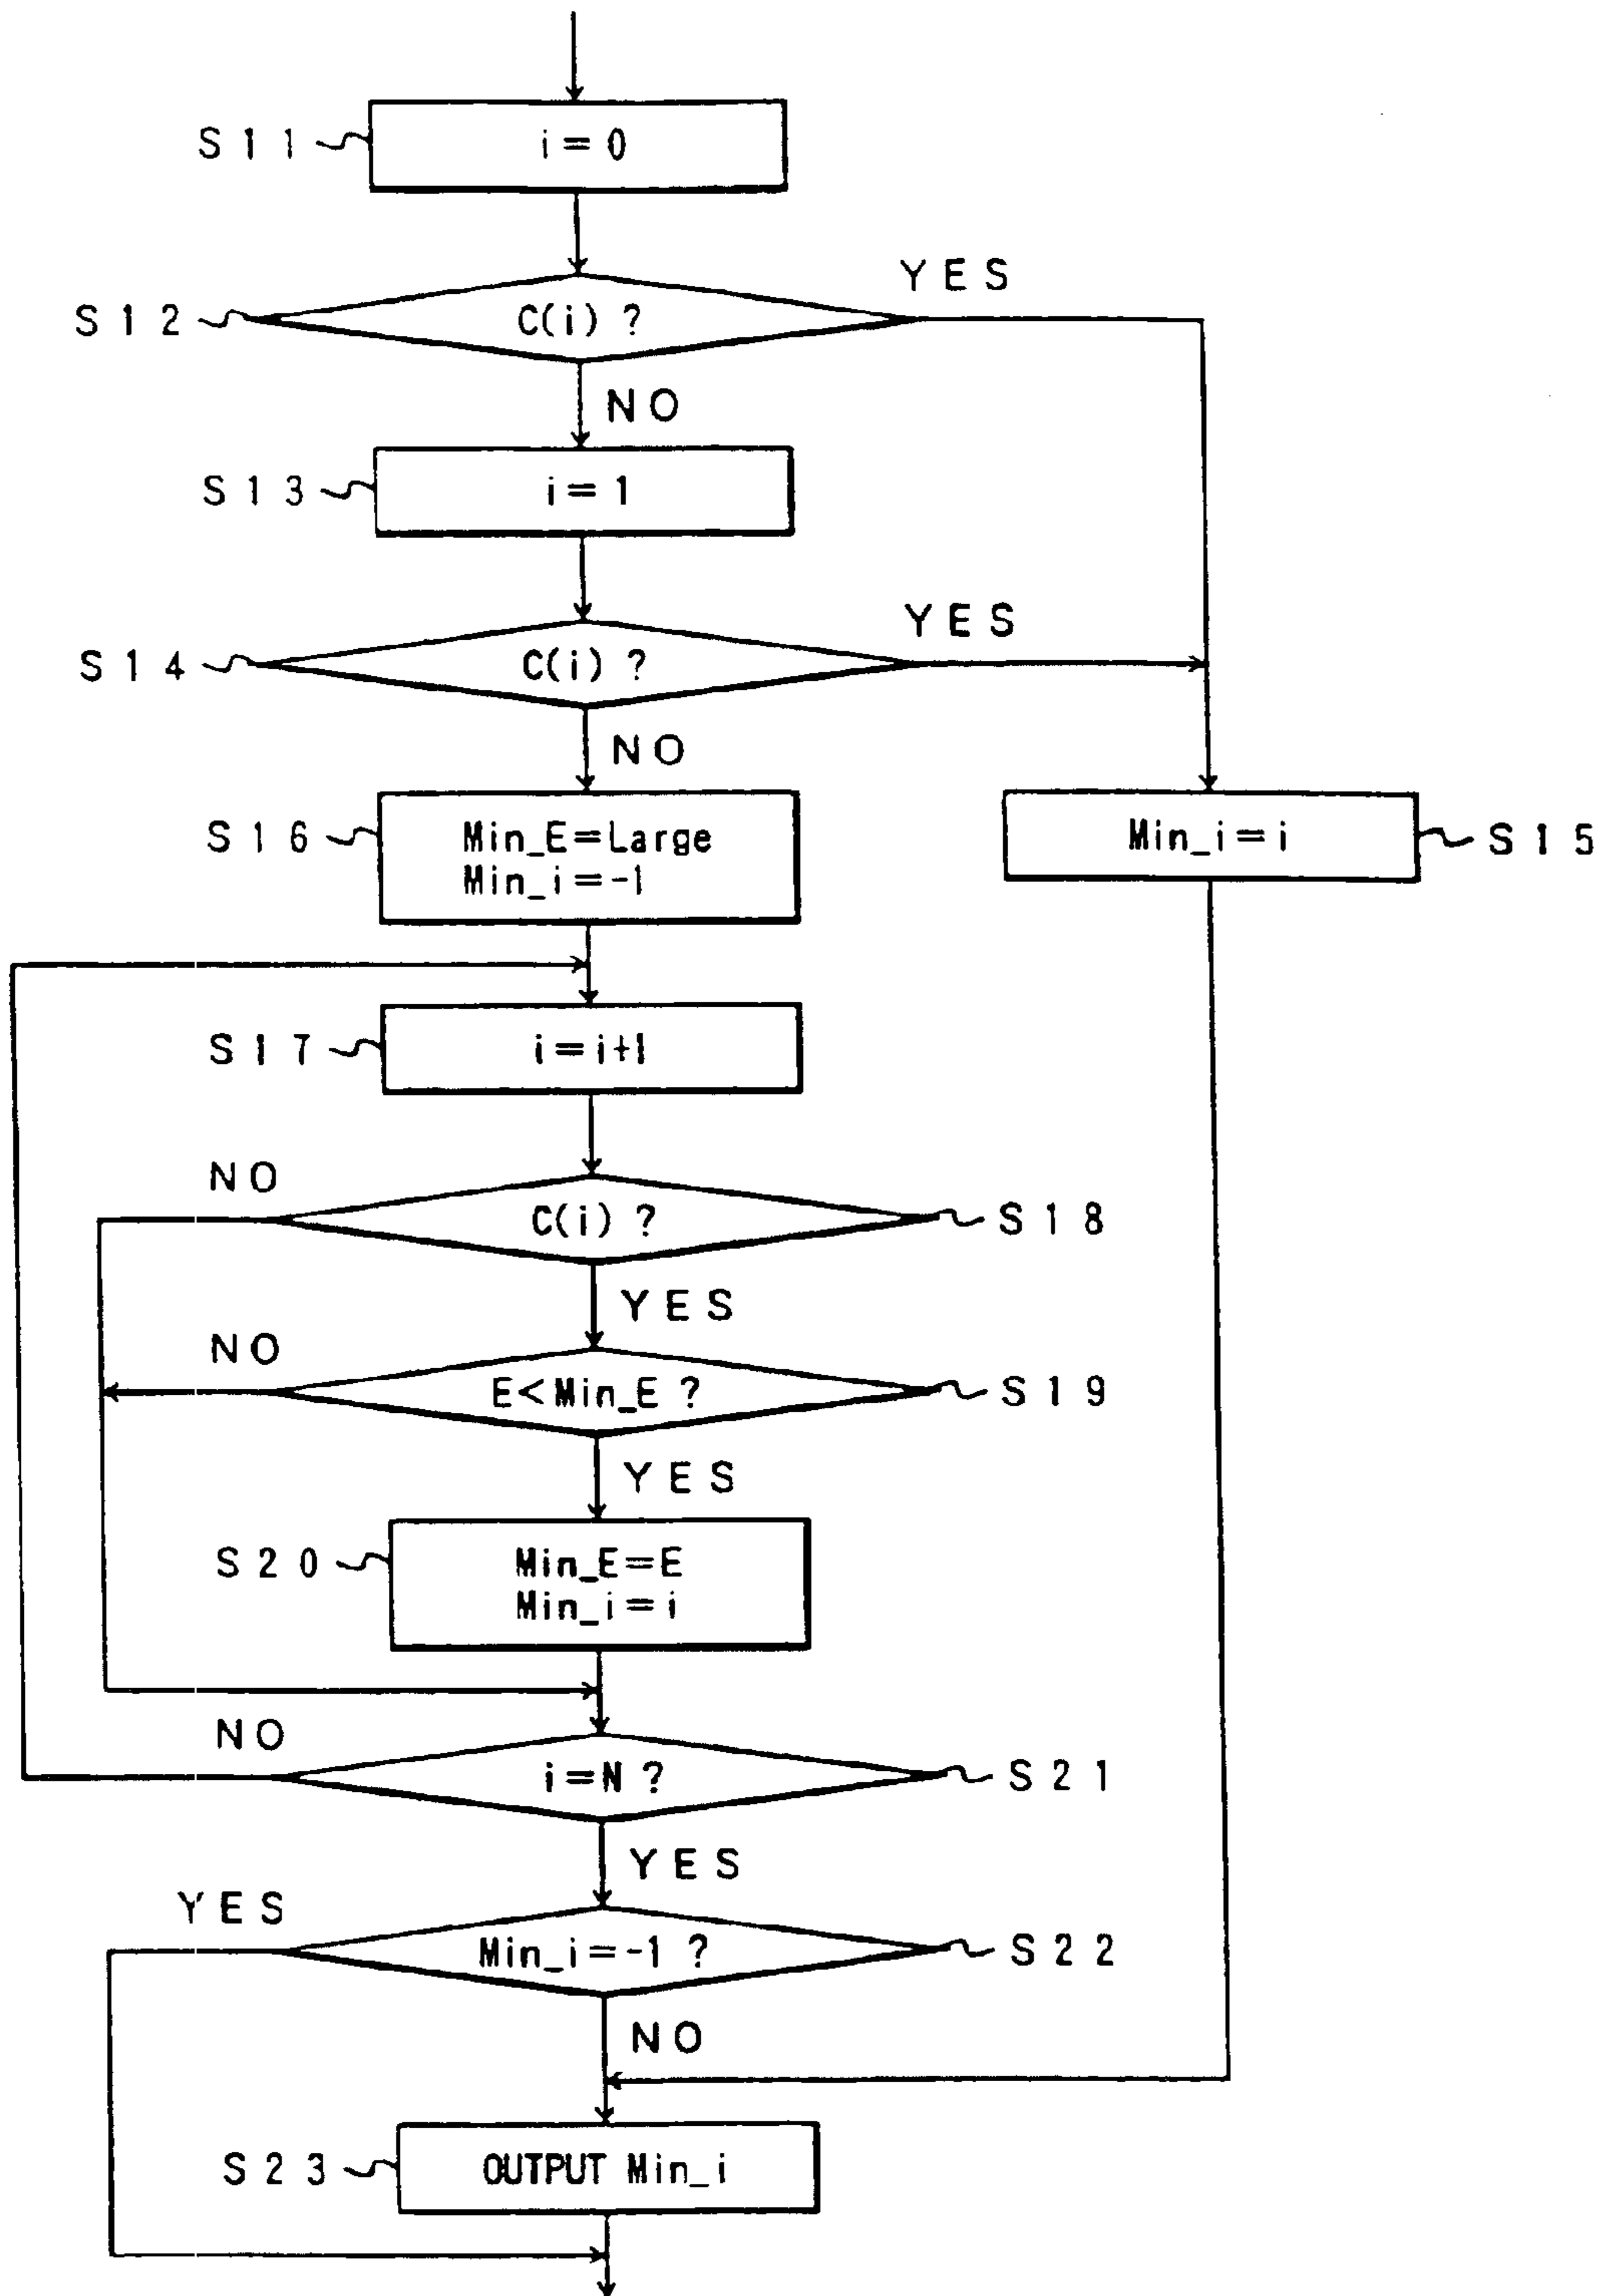 S11
i=0
YES
S12
C(i) ?
NO
S13
i=1
YES
S14
C(i) ?
NO
S16
Min_E=Large
Min_i=-1
Min_i=i
S15
S17
i=i+1
NO
C(i) ?
S18
YES
NO
E<Min_E ?
S19
YES
S20
Min_E=E
Min_i=i
NO
i=N ?
S21
YES
YES
Min_i=-1 ?
S22
NO
S23
OUTPUT Min_i